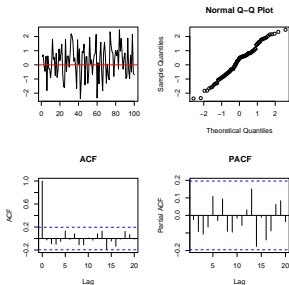 Normal Q−Q Plot
2
1
0
−1
−2
0 20 40 60 80 100
Sample Quantiles
2
1
0
−1
−2
−2 −1 0 1 2
Theoretical Quantiles
ACF
ACF
1.0
0.6
0.2
−0.2
0 5 10 15 20
Lag
PACF
Partial ACF
0.2
0.1
0.0
−0.2
0 5 10 15 20
Lag